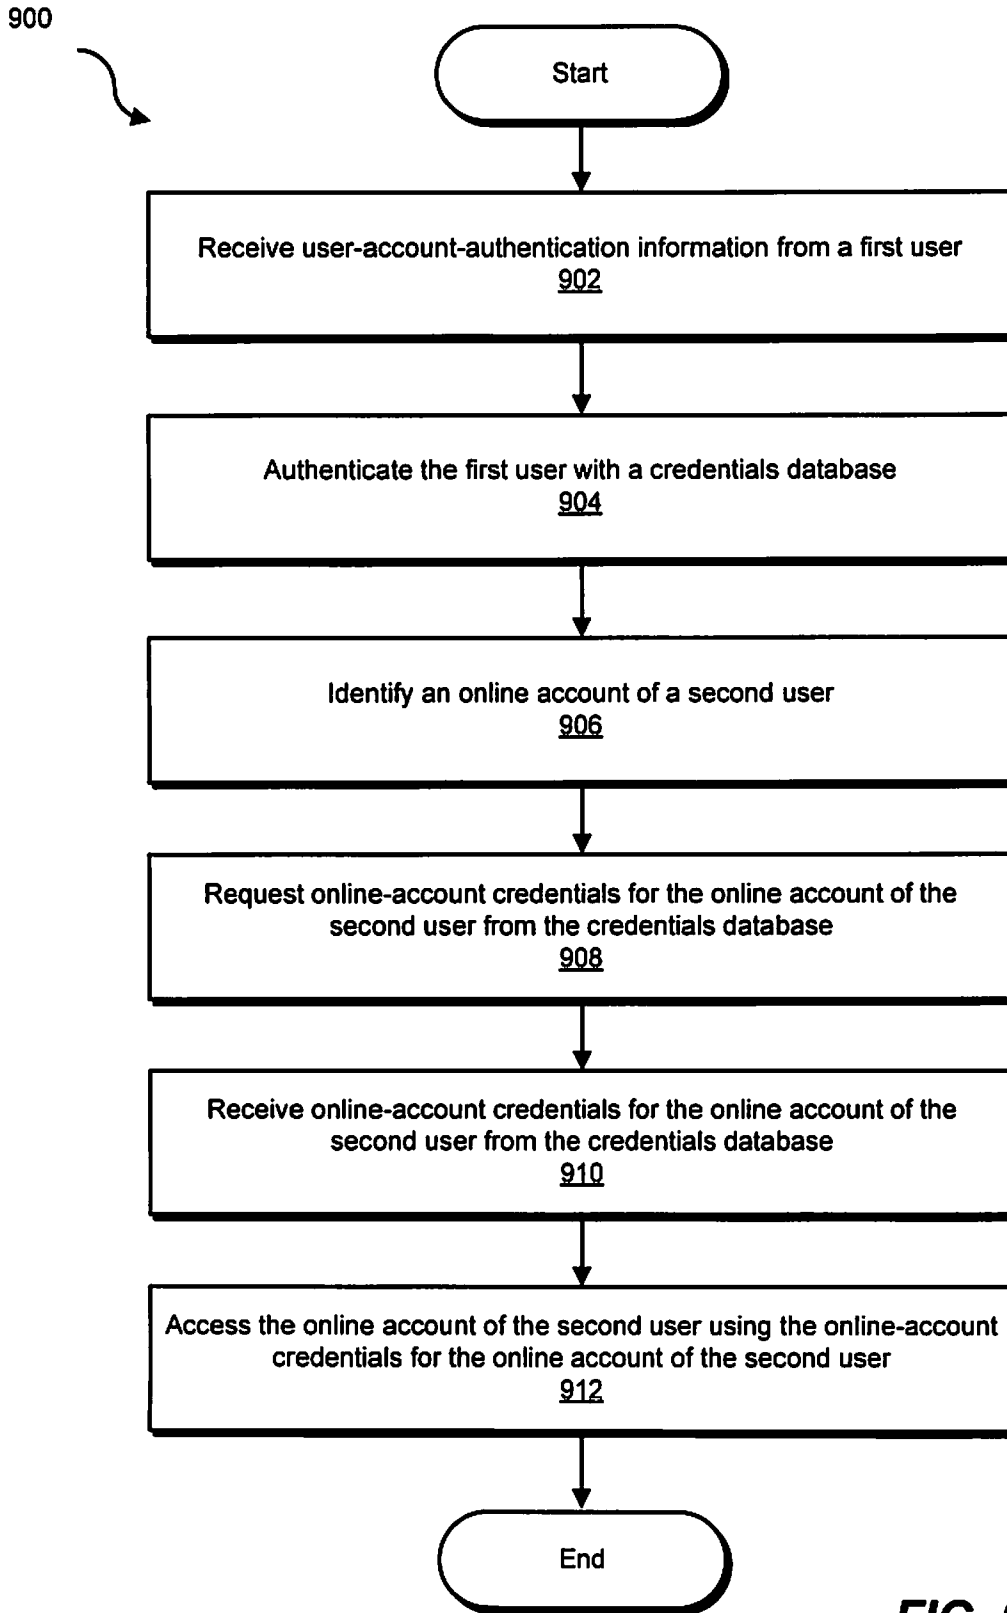 900
Start
Receive user-account-authentication information from a first user
902
Authenticate the first user with a credentials database
904
Identify an online account of a second user
906
Request online-account credentials for the online account of the
second user from the credentials database
908
Receive online-account credentials for the online account of the
second user from the credentials database
910
Access the online account of the second user using the online-account
credentials for the online account of the second user
912
End
FIG.